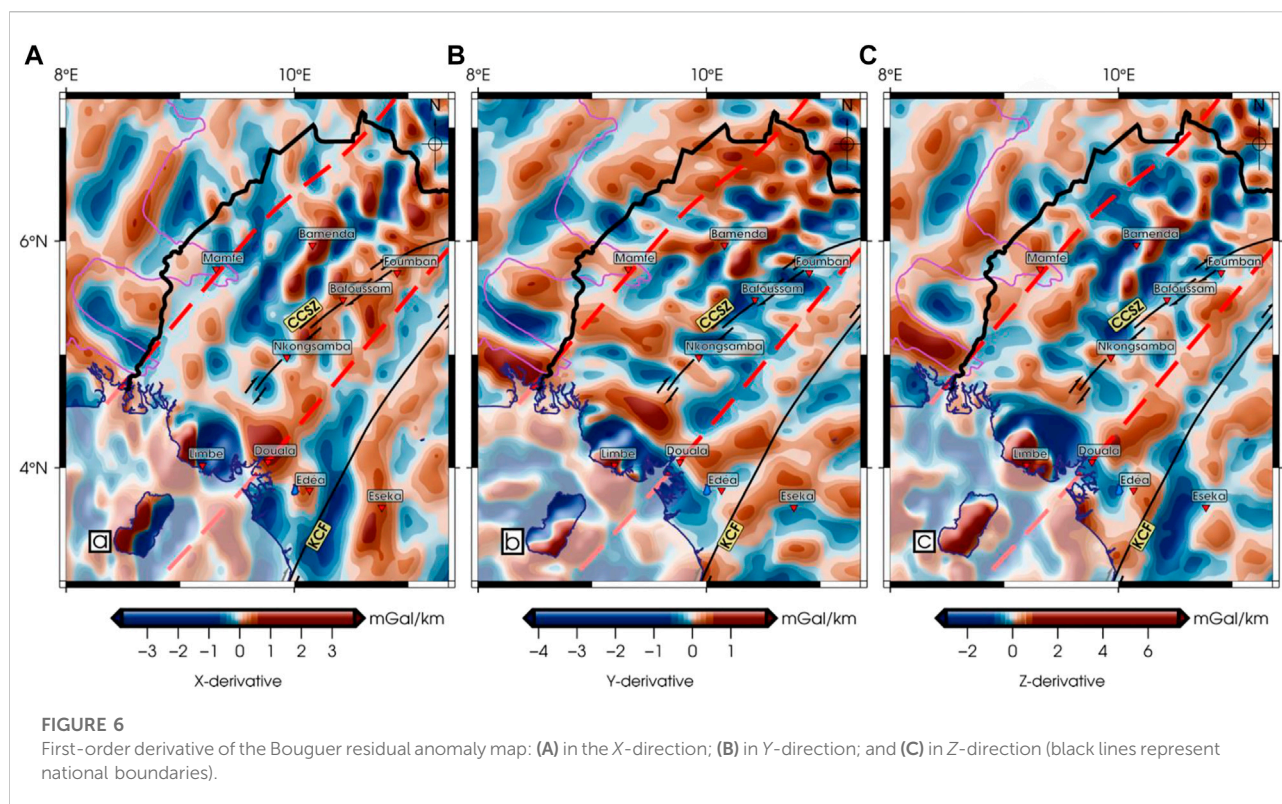 A
B
C
8°E
10°E
8°E
10°E
8°E
10°E
N
N
N
6°N
4°N
6°N
4°N
6°N
4°N
Bamenda
Mamfe
Foumban
Bafoussam
CCSZ
Nkongsamba
Limbe
Douala
Edéa
Eseka
KCF
a
Bamenda
Mamfe
Foumban
Bafoussam
CCSZ
Nkongsamba
Limbe
Douala
Edéa
Eseka
KCF
b
Bamenda
Mamfe
Foumban
Bafoussam
CCSZ
Nkongsamba
Limbe
Douala
Edéa
Eseka
KCF
c
mGal/km
−3 −2 −1 0 1 2 3
X-derivative
mGal/km
−4 −3 −2 −1 0 1
Y-derivative
mGal/km
−2 0 2 4 6
Z-derivative
FIGURE 6
First-order derivative of the Bouguer residual anomaly map: (A) in the X-direction; (B) in Y-direction; and (C) in Z-direction (black lines represent
national boundaries).